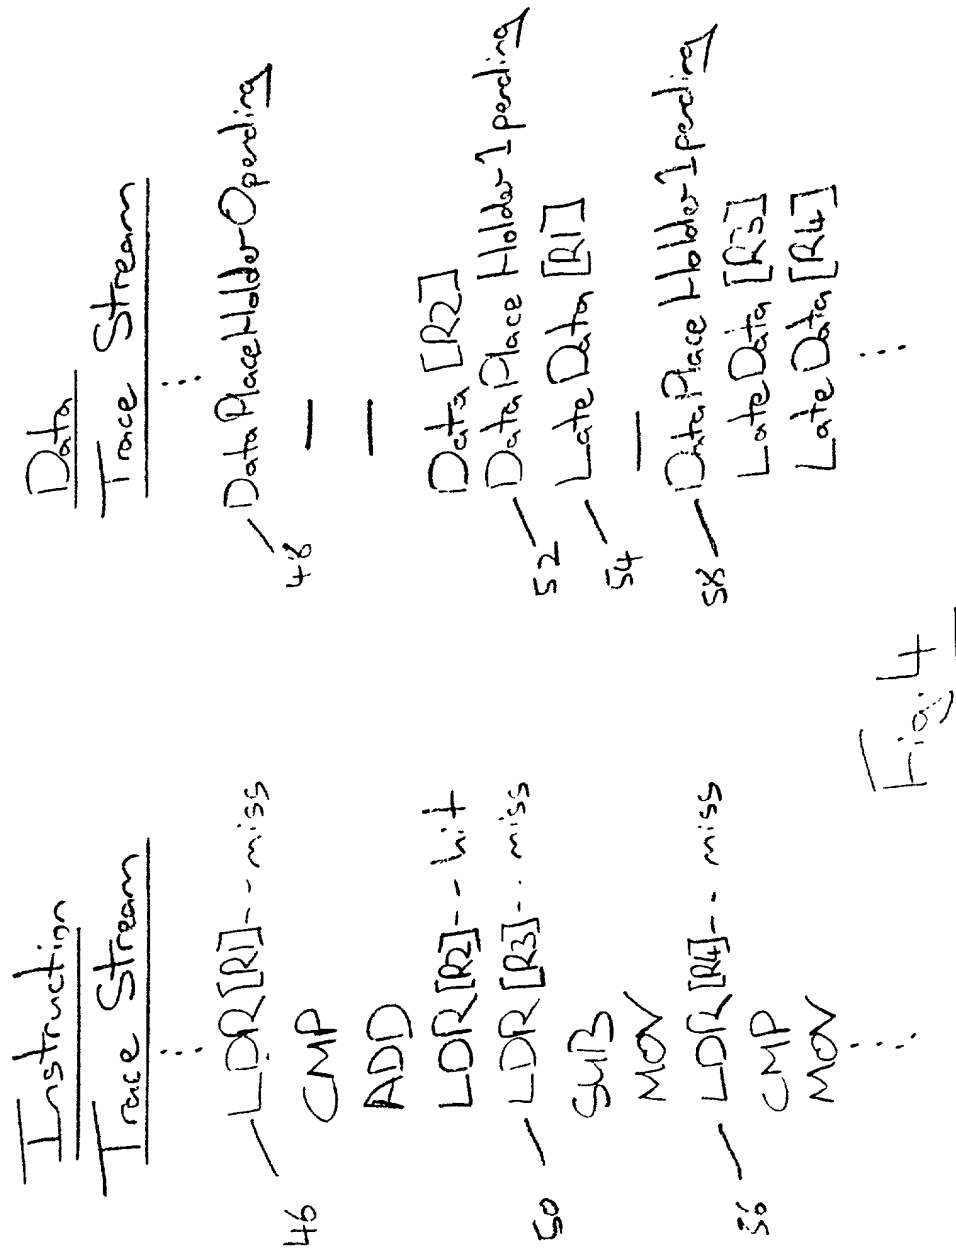 Instruction
Trace Stream
46
LDR [R1]--miss
CMP
ADD
LDR [R2]--hit
50
LDR [R3]--miss
SUB
MOV
56
LDR [R4]--miss
CMP
MOV
Data
Trace Stream
48
Data Place Holder 0 pending
—
—
Data [R2]
52
Data Place Holder 1 pending
54
Late Data [R1]
—
58
Data Place Holder 1 pending
Late Data [R3]
Late Data [R4]
Fig. 4